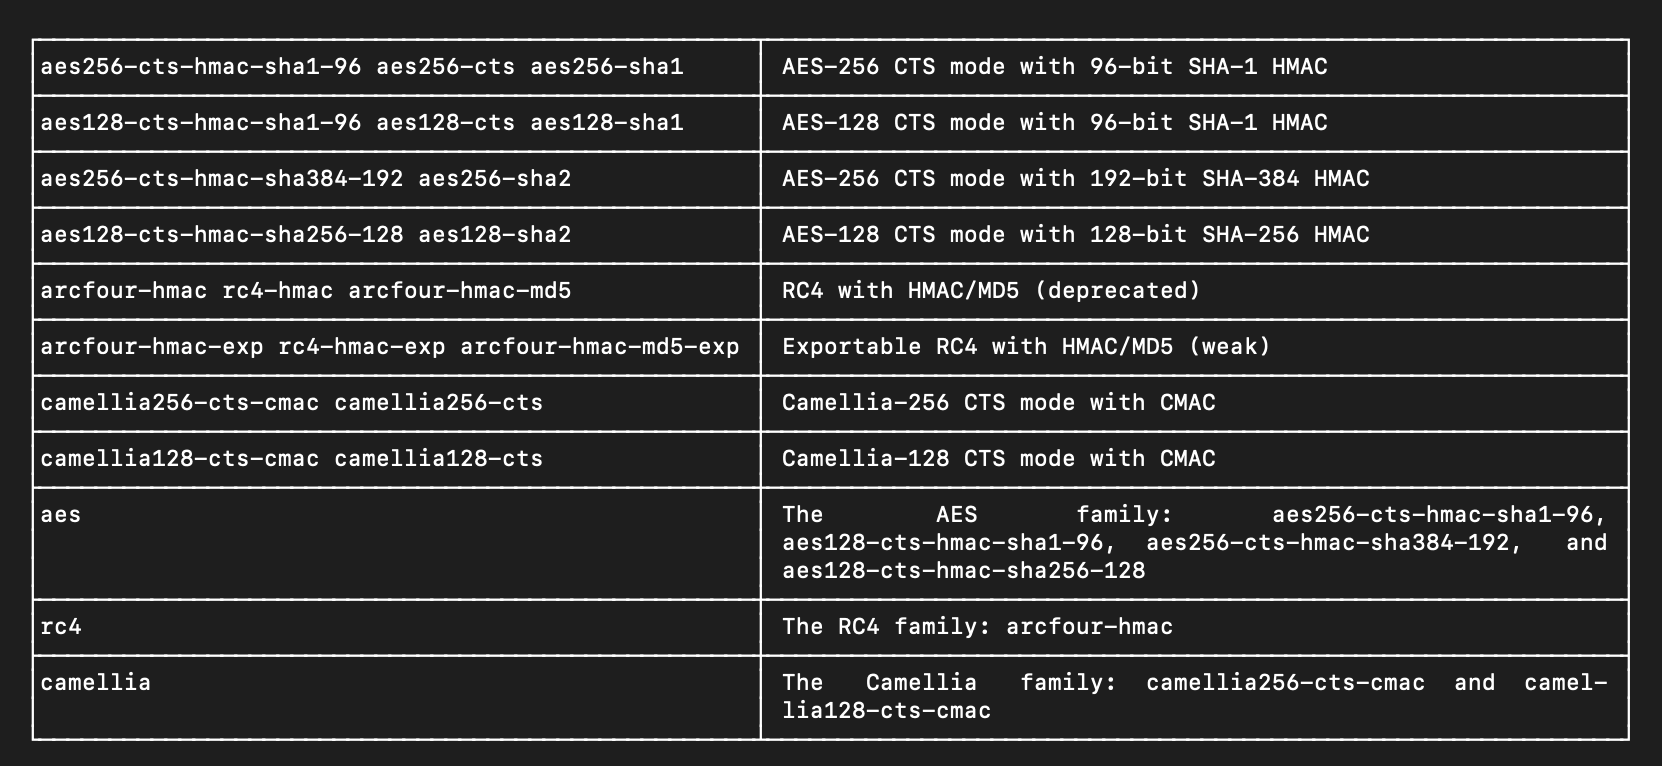 aes256-cts-hmac-sha1-96 aes256-cts aes256-sha1 AES-256 CTS mode with 96-bit SHA-1 HMAC
aes128-cts-hmac-sha1-96 aes128-cts aes128-sha1 AES-128 CTS mode with 96-bit SHA-1 HMAC
aes256-cts-hmac-sha384-192 aes256-sha2 AES-256 CTS mode with 192-bit SHA-384 HMAC
aes128-cts-hmac-sha256-128 aes128-sha2 AES-128 CTS mode with 128-bit SHA-256 HMAC
arcfour-hmac rc4-hmac arcfour-hmac-md5 RC4 with HMAC/MD5 (deprecated)
arcfour-hmac-exp rc4-hmac-exp arcfour-hmac-md5-exp Exportable RC4 with HMAC/MD5 (weak)
camellia256-cts-cmac camellia256-cts Camellia-256 CTS mode with CMAC
camellia128-cts-cmac camellia128-cts Camellia-128 CTS mode with CMAC
aes The AES family: aes256-cts-hmac-sha1-96,
aes128-cts-hmac-sha1-96, aes256-cts-hmac-sha384-192, and
aes128-cts-hmac-sha256-128
rc4 The RC4 family: arcfour-hmac
camellia The Camellia family: camellia256-cts-cmac and camel-
lia128-cts-cmac